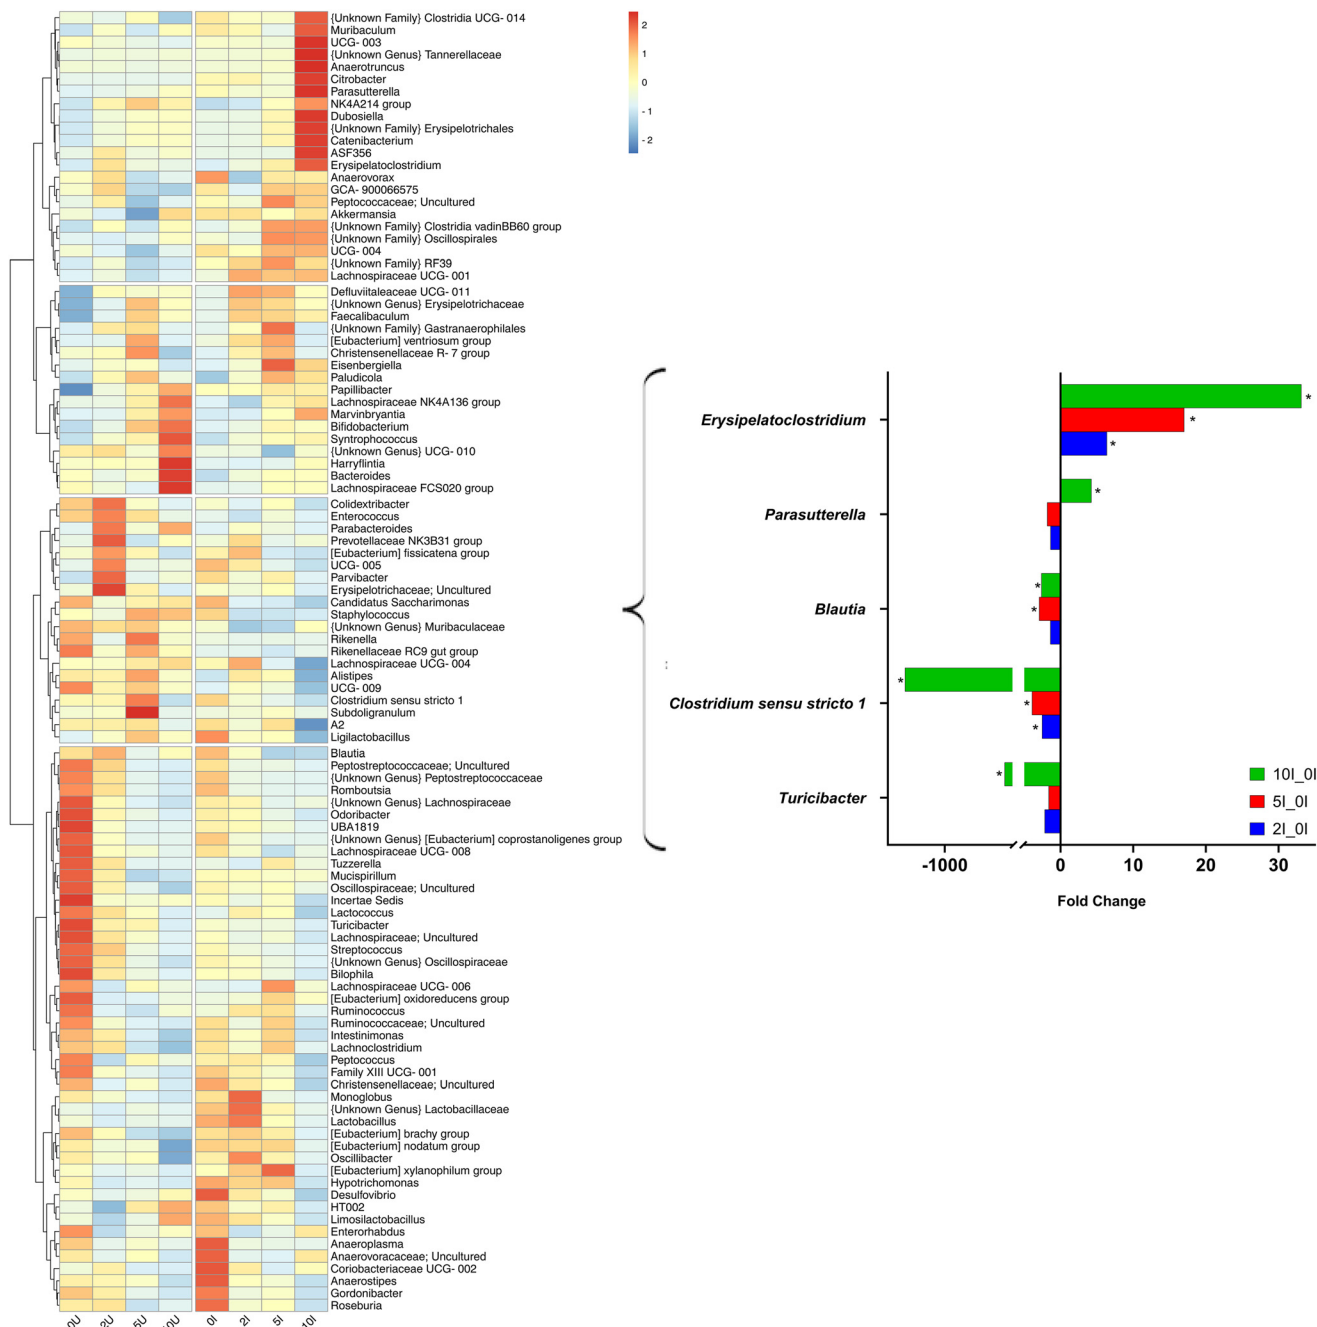 {Unknown Family} Clostridia UCG- 014
Muribaculum
UCG- 003
{Unknown Genus} Tannerellaceae
Anaerotruncus
Citrobacter
Parasutterella
NK4A214 group
Dubosiella
{Unknown Family} Erysipelotrichales
Catenibacterium
ASF356
Erysipelatoclostridium
Anaerovorax
GCA- 900066575
Peptococcaceae; Uncultured
Akkermansia
{Unknown Family} Clostridia vadinBB60 group
{Unknown Family} Oscillospirales
UCG- 004
{Unknown Family} RF39
Lachnospiraceae UCG- 001
Defluviitaleaceae UCG- 011
{Unknown Genus} Erysipelotrichaceae
Faecalibaculum
{Unknown Family} Gastranaerophilales
[Eubacterium] ventriosum group
Christensenellaceae R- 7 group
Eisenbergiella
Paludicola
Papillibacter
Lachnospiraceae NK4A136 group
Marvinbryantia
Bifidobacterium
Syntrophococcus
{Unknown Genus} UCG- 010
Harryflintia
Bacteroides
Lachnospiraceae FCS020 group
Colidextribacter
Enterococcus
Parabacteroides
Prevotellaceae NK3B31 group
[Eubacterium] fissicatena group
UCG- 005
Parvibacter
Erysipelotrichaceae; Uncultured
Candidatus Saccharimonas
Staphylococcus
{Unknown Genus} Muribaculaceae
Rikenella
Rikenellaceae RC9 gut group
Lachnospiraceae UCG- 004
Alistipes
UCG- 009
Clostridium sensu stricto 1
Subdoligranulum
A2
Ligilactobacillus
Blautia
Peptostreptococcaceae; Uncultured
{Unknown Genus} Peptostreptococcaceae
Romboutsia
{Unknown Genus} Lachnospiraceae
Odoribacter
UBA1819
{Unknown Genus} [Eubacterium] coprostanoligenes group
Lachnospiraceae UCG- 008
Tuzzerella
Mucispirillum
Oscillospiraceae; Uncultured
Incertae Sedis
Lactococcus
Turicibacter
Lachnospiraceae; Uncultured
Streptococcus
{Unknown Genus} Oscillospiraceae
Bilophila
Lachnospiraceae UCG- 006
[Eubacterium] oxidoreducens group
Ruminococcus
Ruminococcaceae; Uncultured
Intestinimonas
Lachnoclostridium
Peptococcus
Family XIII UCG- 001
Christensenellaceae; Uncultured
Monoglobus
{Unknown Genus} Lactobacillaceae
Lactobacillus
[Eubacterium] brachy group
[Eubacterium] nodatum group
Oscillibacter
[Eubacterium] xylanophilum group
Hypotrichomonas
Desulfovibrio
HT002
Limosilactobacillus
Enterorhabdus
Anaeroplasma
Anaerovoracaceae; Uncultured
Coriobacteriaceae UCG- 002
Anaerostipes
Gordonibacter
Roseburia
0U 2U 5U 10U 0I 2I 5I 10I
2
1
0
- 1
- 2
Erysipelatoclostridium
* * *
Parasutterella
*
Blautia
* *
Clostridium sensu stricto 1
* * *
Turicibacter
*
10I_0I
5I_0I
2I_0I
-1000 0 10 20 30
Fold Change